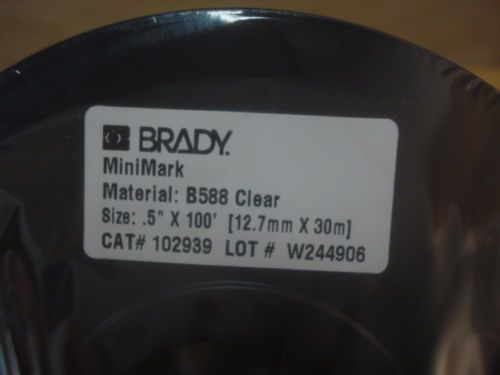 BRADY.
MiniMark
Material: B588 Clear
Size: .5" X 100' [12.7mm X 30m]
CAT# 102939 LOT # W244906